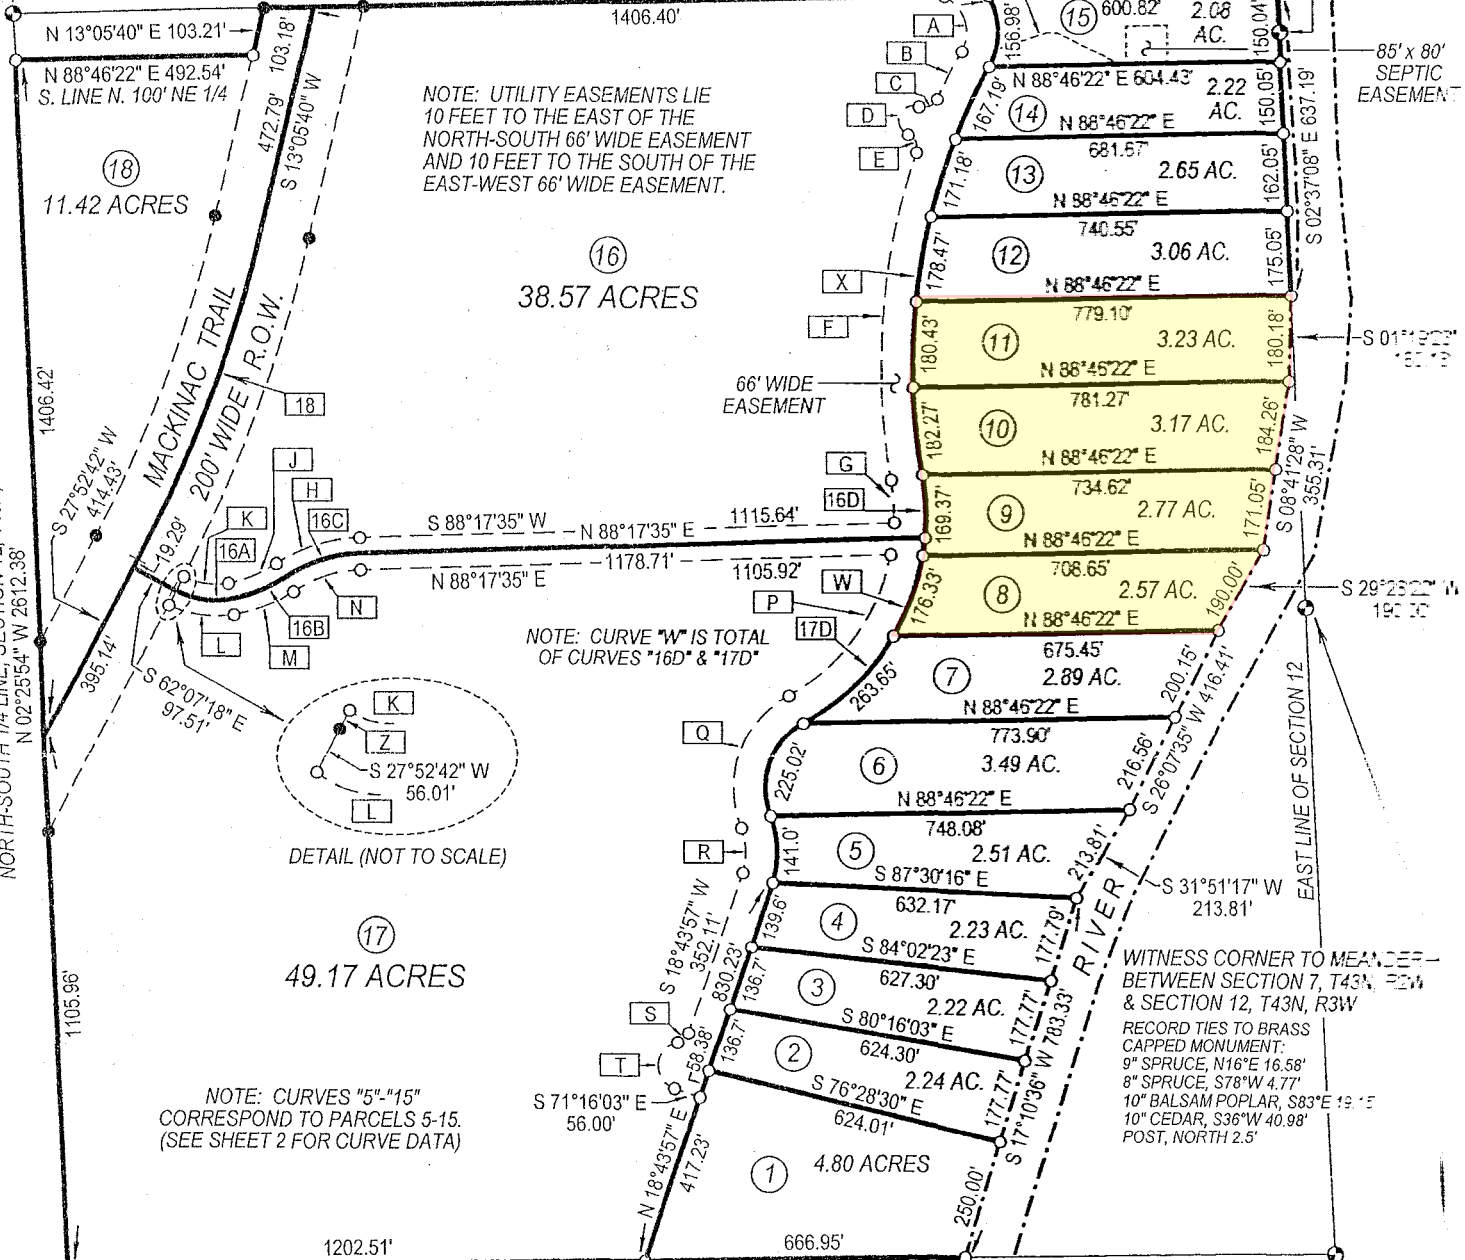 1406.40'
N 13°05'40" E 103.21'
103.18'
N 88°46'22" E 492.54'
S. LINE N. 100' NE 1/4
472.79'
S 13°05'40" W
18
11.42 ACRES
NOTE: UTILITY EASEMENTS LIE
10 FEET TO THE EAST OF THE
NORTH-SOUTH 66' WIDE EASEMENT
AND 10 FEET TO THE SOUTH OF THE
EAST-WEST 66' WIDE EASEMENT.
16
38.57 ACRES
A
B
C
D
E
X
F
156.98'
15
600.82'
2.08
AC.
150.04'
85' x 80'
SEPTIC
EASEMENT
N 88°46'22" E 604.43'
2.22
AC.
167.19'
14
150.05'
N 88°46'22" E
681.67'
S 02°37'08" E 637.19'
171.18'
13
2.65 AC.
162.05'
N 88°46'22" E
740.55'
178.47'
12
3.06 AC.
175.05'
N 88°46'22" E
779.10'
180.43'
11
3.23 AC.
180.18'
S 01°19'23"
N 88°46'22" E
781.27'
66' WIDE
EASEMENT
182.27'
10
3.17 AC.
184.26'
N 88°46'22" E
734.62'
S 08°41'28" W
355.31'
G
16D
169.37'
9
2.77 AC.
171.05'
N 88°46'22" E
708.65'
W
176.33'
8
2.57 AC.
190.00'
S 29°26'22" W
N 88°46'22" E
675.45'
1406.42'
MACKINAC TRAIL
200' WIDE R.O.W.
18
S 27°52'42" W
414.43'
J
H
K
16C
16A
719.29'
S 88°17'35" W
N 88°17'35" E
1115.64'
1178.71'
N 88°17'35" E
1105.92'
N
16B
L
M
P
17D
NOTE: CURVE "W" IS TOTAL
OF CURVES "16D" & "17D"
395.14'
NORTH-SOUTH 1/4 LINE, SECTION 12,
N 02°25'54" W 2612.38'
S 62°07'18" E
97.51'
K
Z
S 27°52'42" W
56.01'
L
DETAIL (NOT TO SCALE)
263.65'
7
2.89 AC.
200.15'
N 88°46'22" E
773.90'
S 26°07'35" W 416.41'
Q
225.02'
6
3.49 AC.
216.56'
N 88°46'22" E
748.08'
EAST LINE OF SECTION 12
R
141.0'
5
2.51 AC.
213.81'
S 87°30'16" E
632.17'
S 31°51'17" W
213.81'
139.6'
4
2.23 AC.
177.79'
RIVER
S 84°02'23" E
627.30'
17
49.17 ACRES
S 18°43'57" W
352.11'
830.23'
136.7'
3
2.22 AC.
177.77'
S 80°16'03" E
624.30'
S 17°10'36" W 783.33'
WITNESS CORNER TO MEANDER
BETWEEN SECTION 7, T43N, R2W
& SECTION 12, T43N, R3W
RECORD TIES TO BRASS
CAPPED MONUMENT:
9" SPRUCE, N16°E 16.58'
8" SPRUCE, S78°W 4.77'
10" BALSAM POPLAR, S83°E 19.15
10" CEDAR, S36°W 40.98'
POST, NORTH 2.5'
S
T
58.38'
136.7'
2
2.24 AC.
177.77'
S 76°28'30" E
624.01'
1105.96'
NOTE: CURVES "5"-"15"
CORRESPOND TO PARCELS 5-15.
(SEE SHEET 2 FOR CURVE DATA)
S 71°16'03" E
56.00'
N 18°43'57" E
417.23'
1
4.80 ACRES
250.00'
1202.51'
666.95'